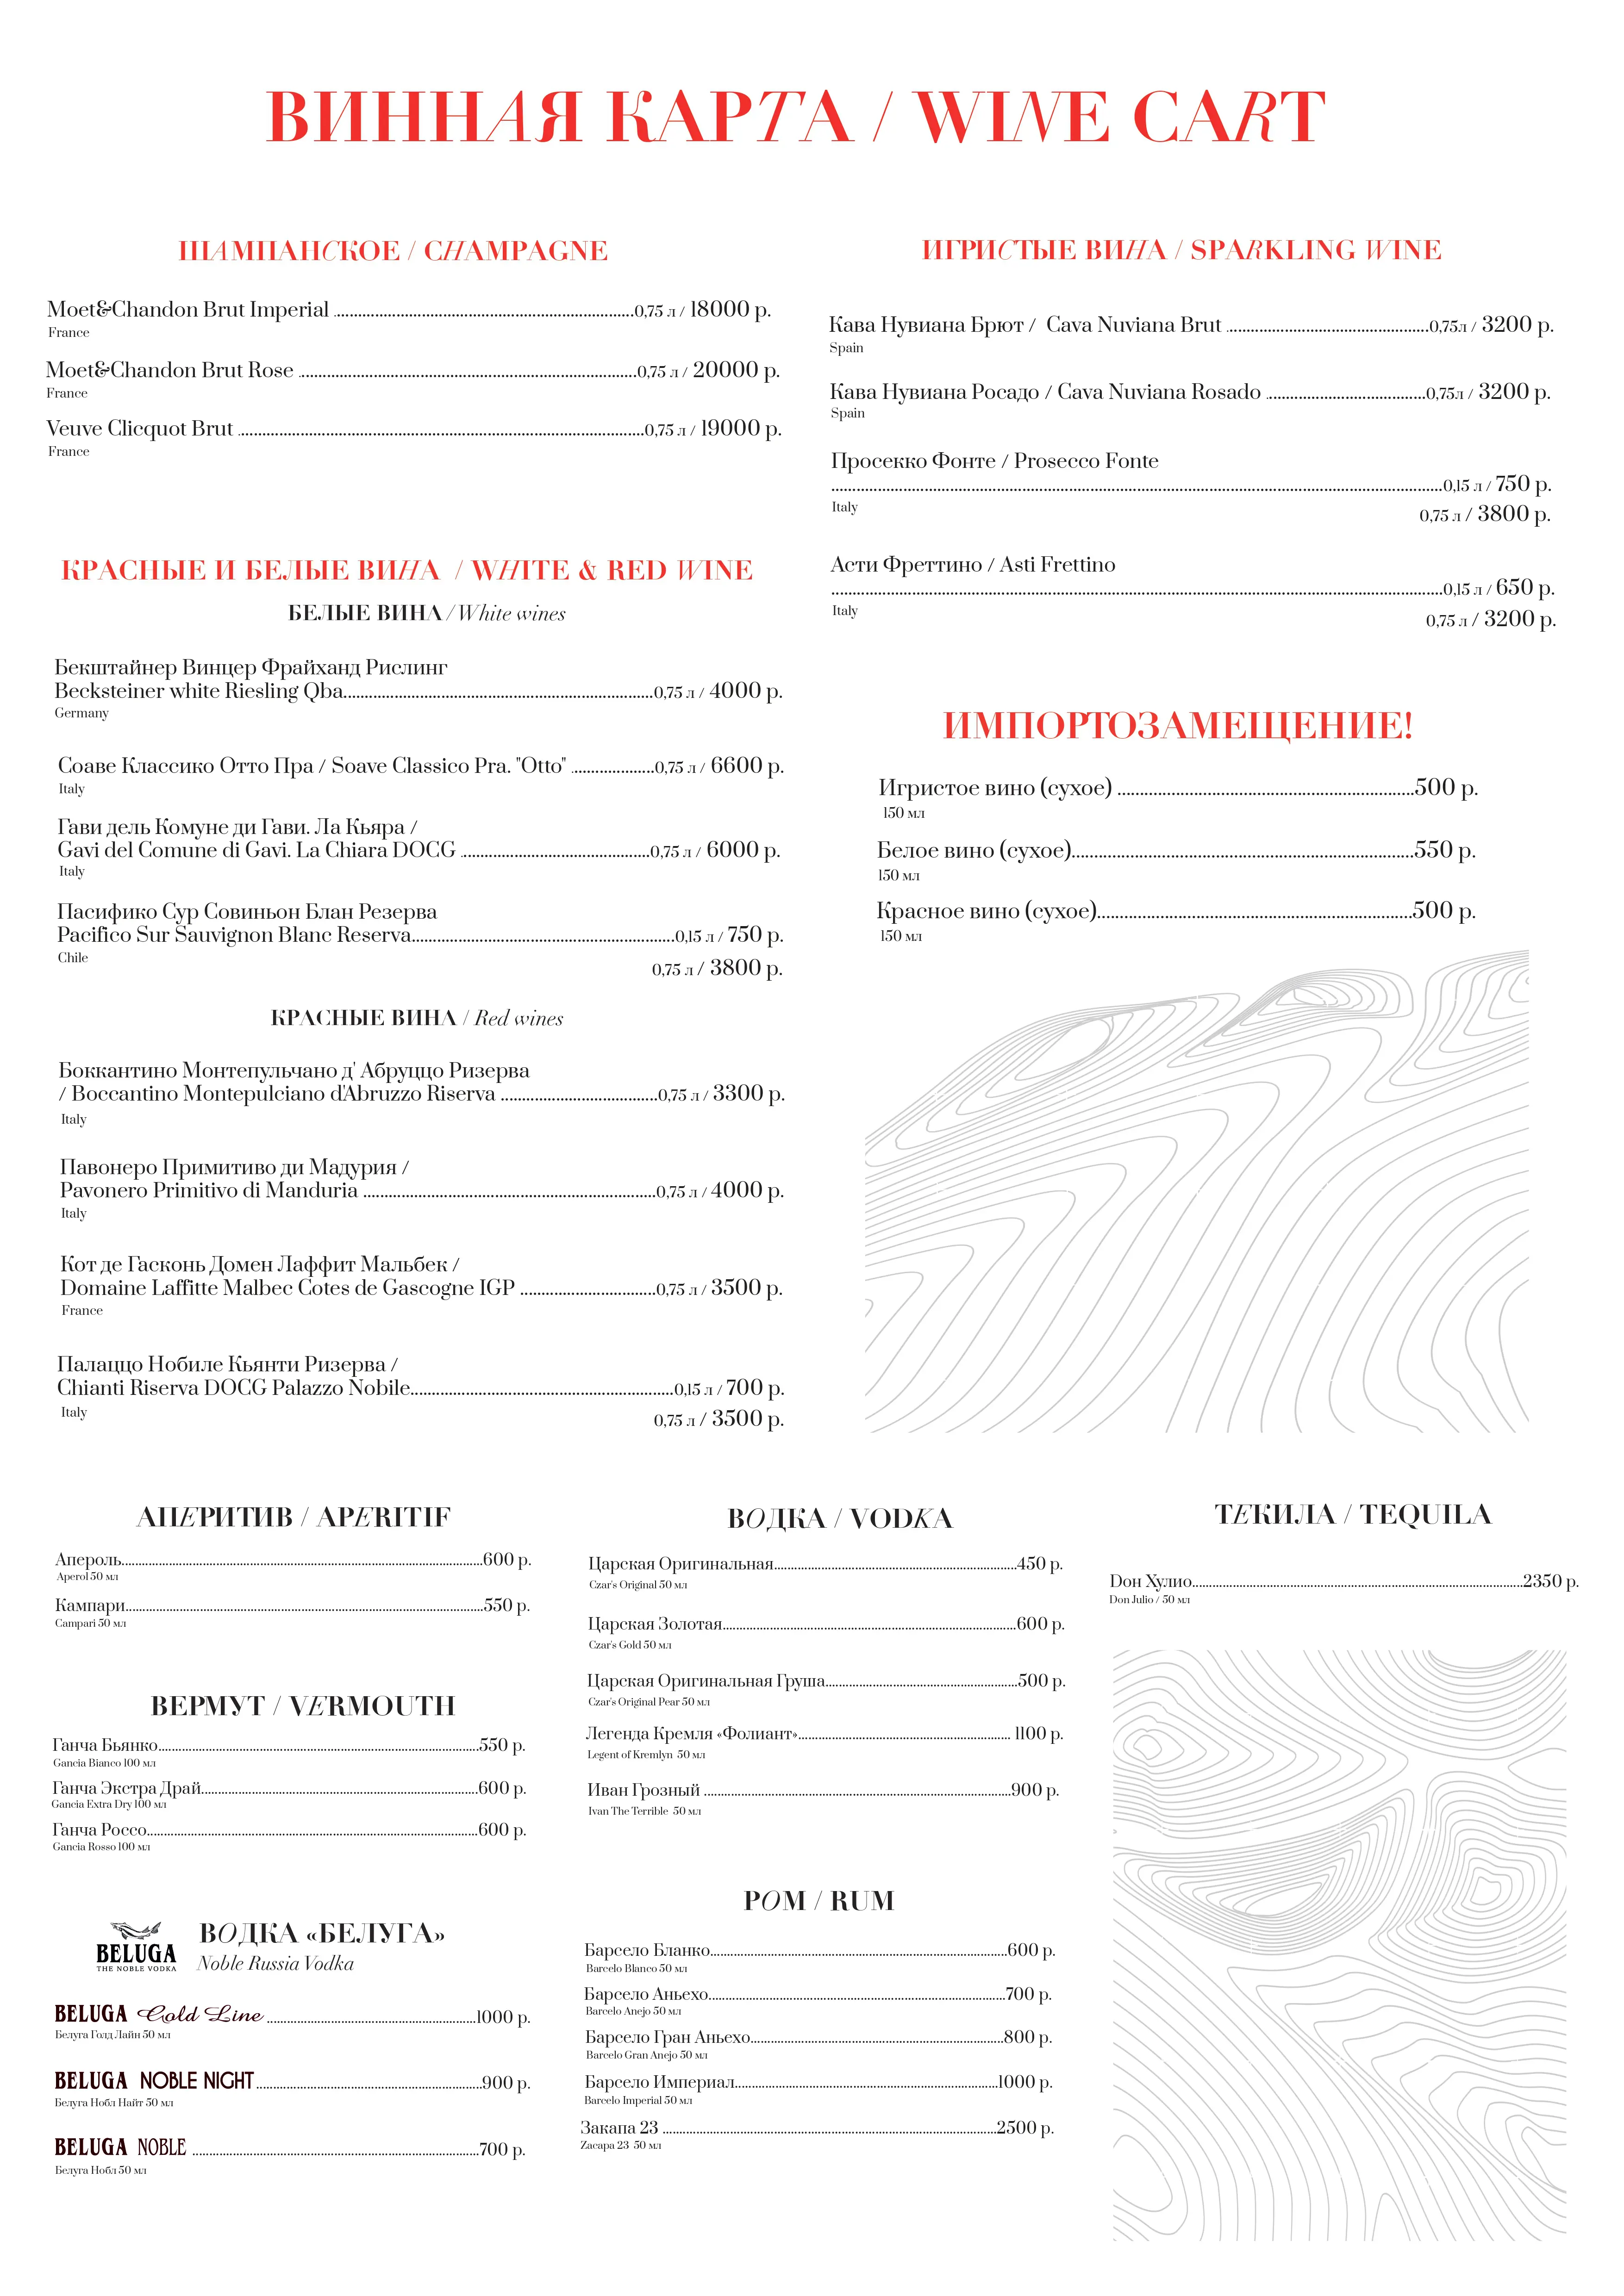 ВИННАЯ КАРТА / WINE CART
ШАМПАНСКОЕ / CHAMPAGNE
Moet&Chandon Brut Imperial ........ 0,75 л / 18000 р.
France
Moet&Chandon Brut Rose ........ 0,75 л / 20000 р.
France
Veuve Clicquot Brut ........ 0,75 л / 19000 р.
France
КРАСНЫЕ И БЕЛЫЕ ВИНА / WHITE & RED WINE
БЕЛЫЕ ВИНА / White wines
Бекштайнер Винцер Фрайханд Рислинг
Becksteiner white Riesling Qba........ 0,75 л / 4000 р.
Germany
Соаве Классико Отто Пра / Soave Classico Pra. "Otto" ........ 0,75 л / 6600 р.
Italy
Гави дель Комуне ди Гави. Ла Кьяра /
Gavi del Comune di Gavi. La Chiara DOCG ........ 0,75 л / 6000 р.
Italy
Пасифико Сур Совиньон Блан Резерва
Pacifico Sur Sauvignon Blanc Reserva........ 0,15 л / 750 р.
Chile
0,75 л / 3800 р.
КРАСНЫЕ ВИНА / Red wines
Боккантино Монтепульчано д' Абруццо Ризерва
/ Boccantino Montepulciano d'Abruzzo Riserva ........ 0,75 л / 3300 р.
Italy
Павонеро Примитиво ди Мадурия /
Pavonero Primitivo di Manduria ........ 0,75 л / 4000 р.
Italy
Кот де Гасконь Домен Лаффит Мальбек /
Domaine Laffitte Malbec Cotes de Gascogne IGP ........ 0,75 л / 3500 р.
France
Палаццо Нобиле Кьянти Ризерва /
Chianti Riserva DOCG Palazzo Nobile........ 0,15 л / 700 р.
Italy
0,75 л / 3500 р.
ИГРИСТЫЕ ВИНА / SPARKLING WINE
Кава Нувиана Брют / Cava Nuviana Brut ........ 0,75л / 3200 р.
Spain
Кава Нувиана Росадо / Cava Nuviana Rosado ........ 0,75л / 3200 р.
Spain
Просекко Фонте / Prosecco Fonte
........ 0,15 л / 750 р.
Italy
0,75 л / 3800 р.
Асти Фреттино / Asti Frettino
........ 0,15 л / 650 р.
Italy
0,75 л / 3200 р.
ИМПОРТОЗАМЕЩЕНИЕ!
Игристое вино (сухое) ........ 500 р.
150 мл
Белое вино (сухое)........ 550 р.
150 мл
Красное вино (сухое)........ 500 р.
150 мл
АПЕРИТИВ / APERITIF
Апероль........ 600 р.
Aperol 50 мл
Кампари........ 550 р.
Campari 50 мл
ВЕРМУТ / VERMOUTH
Ганча Бьянко........ 550 р.
Gancia Bianco 100 мл
Ганча Экстра Драй........ 600 р.
Gancia Extra Dry 100 мл
Ганча Россо........ 600 р.
Gancia Rosso 100 мл
BELUGA
THE NOBLE VODKA
ВОДКА «БЕЛУГА»
Noble Russia Vodka
BELUGA Gold Line ........ 1000 р.
Белуга Голд Лайн 50 мл
BELUGA NOBLE NIGHT ........ 900 р.
Белуга Нобл Найт 50 мл
BELUGA NOBLE ........ 700 р.
Белуга Нобл 50 мл
ВОДКА / VODKA
Царская Оригинальная........ 450 р.
Czar's Original 50 мл
Царская Золотая........ 600 р.
Czar's Gold 50 мл
Царская Оригинальная Груша........ 500 р.
Czar's Original Pear 50 мл
Легенда Кремля «Фолиант»........ 1100 р.
Legent of Kremlyn 50 мл
Иван Грозный ........ 900 р.
Ivan The Terrible 50 мл
РОМ / RUM
Барсело Бланко........ 600 р.
Barcelo Blanco 50 мл
Барсело Аньехо........ 700 р.
Barcelo Anejo 50 мл
Барсело Гран Аньехо........ 800 р.
Barcelo Gran Anejo 50 мл
Барсело Империал........ 1000 р.
Barcelo Imperial 50 мл
Закапа 23 ........ 2500 р.
Zacapa 23 50 мл
ТЕКИЛА / TEQUILA
Dон Хулио........ 2350 р.
Don Julio / 50 мл